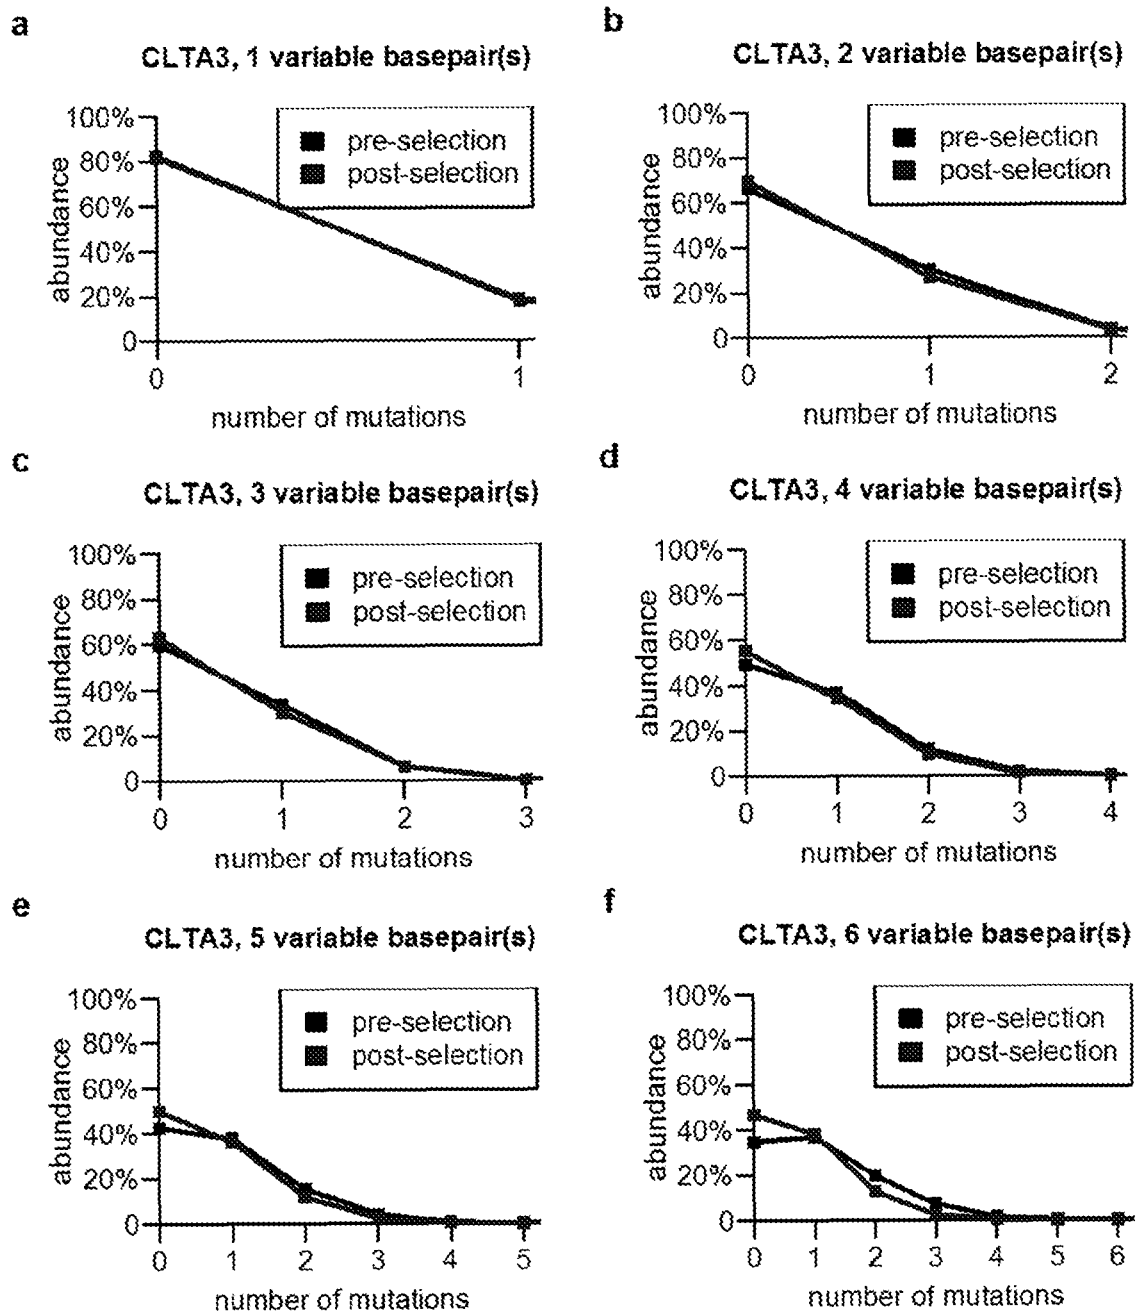 a
CLTA3, 1 variable basepair(s)
100%
80%
60%
40%
20%
0
abundance
pre-selection
post-selection
0 1
number of mutations
b
CLTA3, 2 variable basepair(s)
100%
80%
60%
40%
20%
0
abundance
pre-selection
post-selection
0 1 2
number of mutations
c
CLTA3, 3 variable basepair(s)
100%
80%
60%
40%
20%
0
abundance
pre-selection
post-selection
0 1 2 3
number of mutations
d
CLTA3, 4 variable basepair(s)
100%
80%
60%
40%
20%
0
abundance
pre-selection
post-selection
0 1 2 3 4
number of mutations
e
CLTA3, 5 variable basepair(s)
100%
80%
60%
40%
20%
0
abundance
pre-selection
post-selection
0 1 2 3 4 5
number of mutations
f
CLTA3, 6 variable basepair(s)
100%
80%
60%
40%
20%
0
abundance
pre-selection
post-selection
0 1 2 3 4 5 6
number of mutations